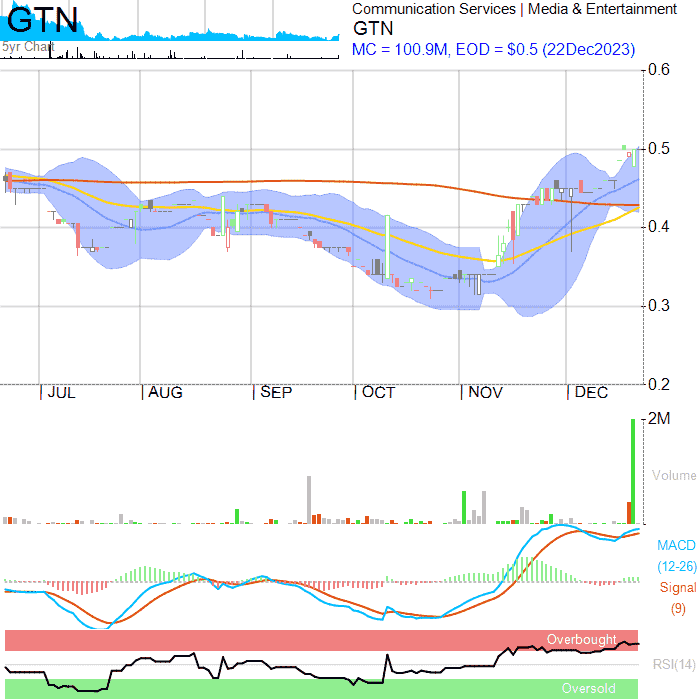 GTN
5yr Chart
Communication Services | Media & Entertainment
GTN
MC = 100.9M, EOD = $0.5 (22Dec2023)
0.6
0.5
0.4
0.3
0.2
| JUL | AUG | SEP | OCT | NOV | DEC
2M
Volume
MACD
(12-26)
Signal
(9)
Overbought
RSI(14)
Oversold